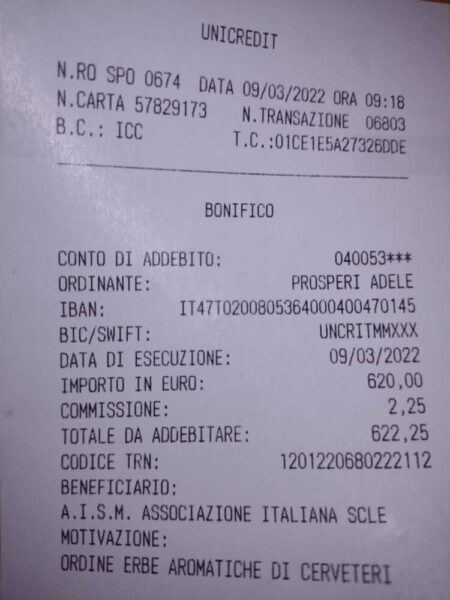 UNICREDIT
N.RO SPO 0674 DATA 09/03/2022 ORA 09:18
N.CARTA 57829173 N.TRANSAZIONE 06803
B.C.: ICC T.C.:01CE1E5A27326DDE
BONIFICO
CONTO DI ADDEBITO: 040053***
ORDINANTE: PROSPERI ADELE
IBAN: IT47T0200805364000400470145
BIC/SWIFT: UNCRITMMXXX
DATA DI ESECUZIONE: 09/03/2022
IMPORTO IN EURO: 620,00
COMMISSIONE: 2,25
TOTALE DA ADDEBITARE: 622,25
CODICE TRN: 1201220680222112
BENEFICIARIO:
A.I.S.M. ASSOCIAZIONE ITALIANA SCLE
MOTIVAZIONE:
ORDINE ERBE AROMATICHE DI CERVETERI